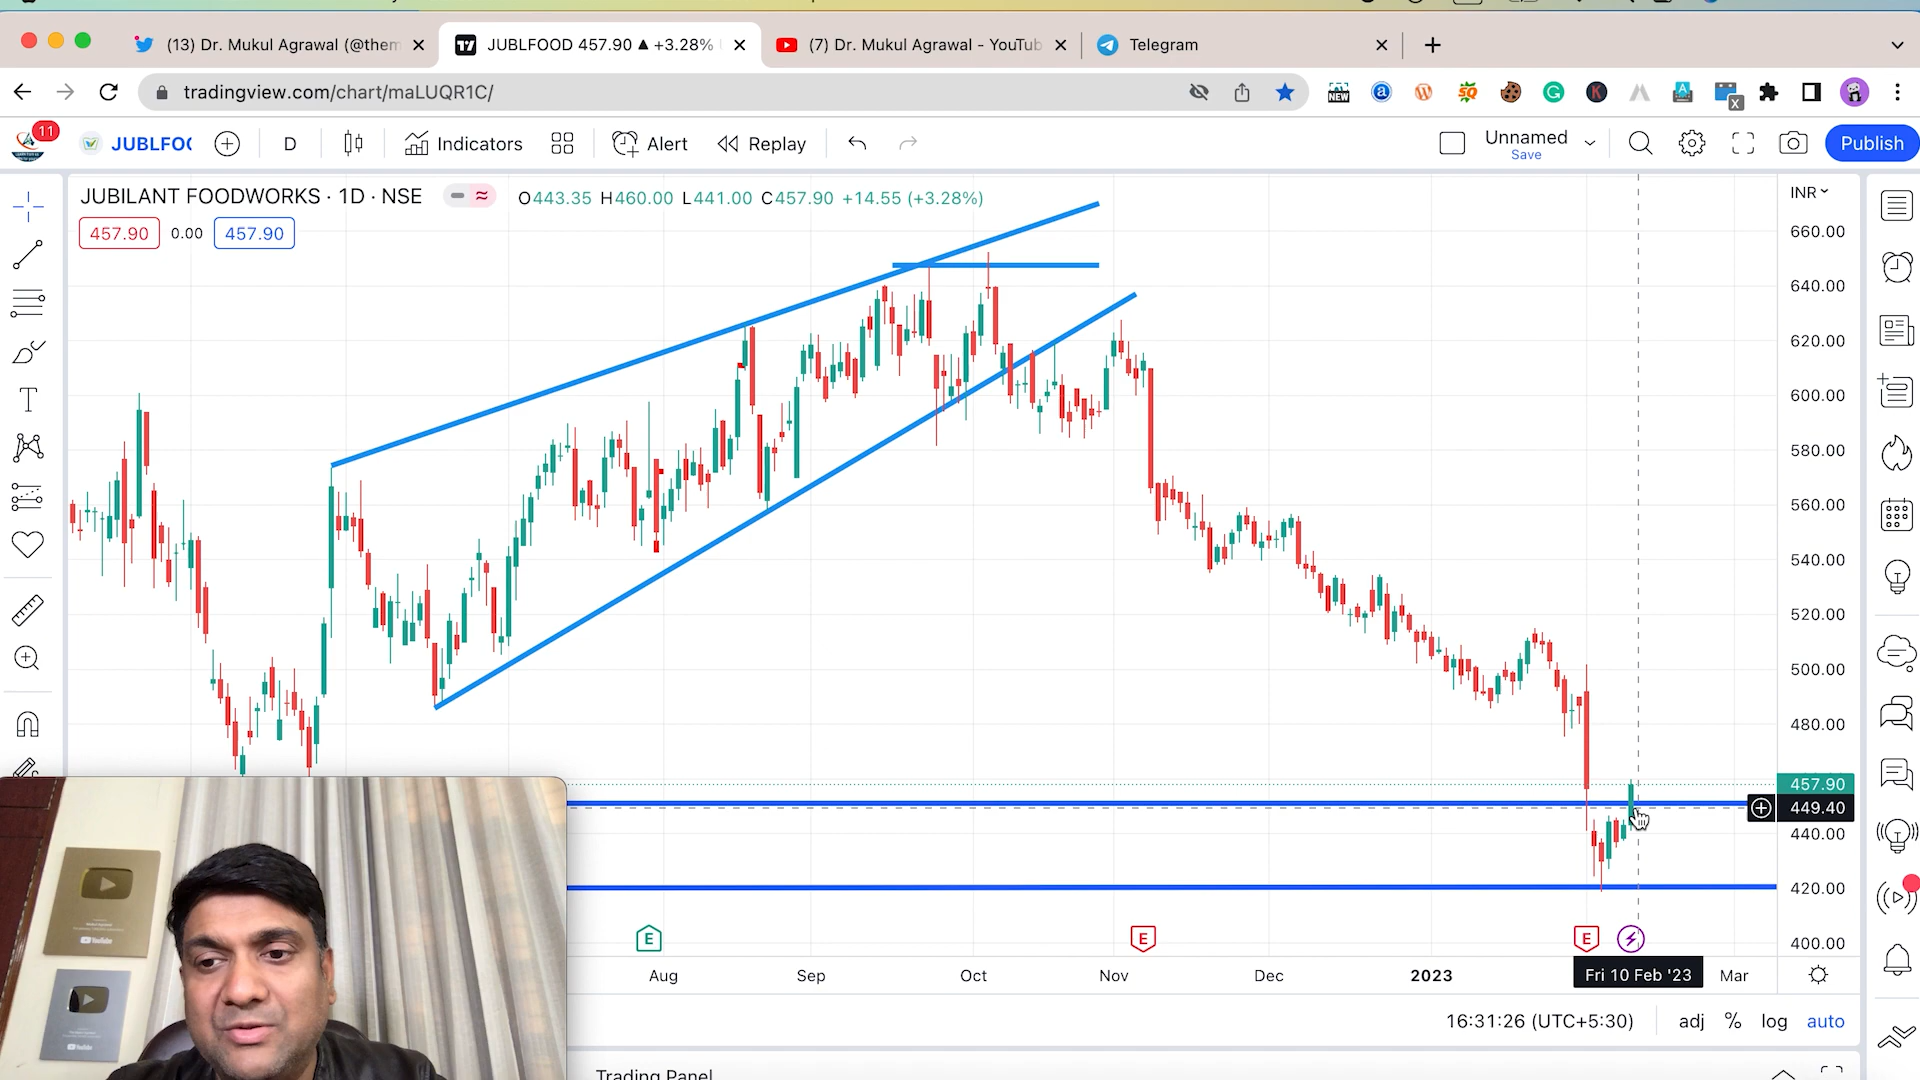 (13) Dr. Mukul Agrawal (@them
JUBLFOOD 457.90 ▲ +3.28%
(7) Dr. Mukul Agrawal - YouTub
Telegram
tradingview.com/chart/maLUQR1C/
NEW
11
JUBLFOO
D
Indicators
Alert
Replay
Unnamed
Save
Publish
JUBILANT FOODWORKS · 1D · NSE
O443.35 H460.00 L441.00 C457.90 +14.55 (+3.28%)
INR
457.90
0.00
457.90
660.00
640.00
620.00
600.00
580.00
560.00
540.00
520.00
500.00
480.00
457.90
449.40
440.00
420.00
400.00
E
E
E
Aug
Sep
Oct
Nov
Dec
2023
Fri 10 Feb '23
Mar
16:31:26 (UTC+5:30)
adj
%
log
auto
YouTube
YouTube
Trading Panel